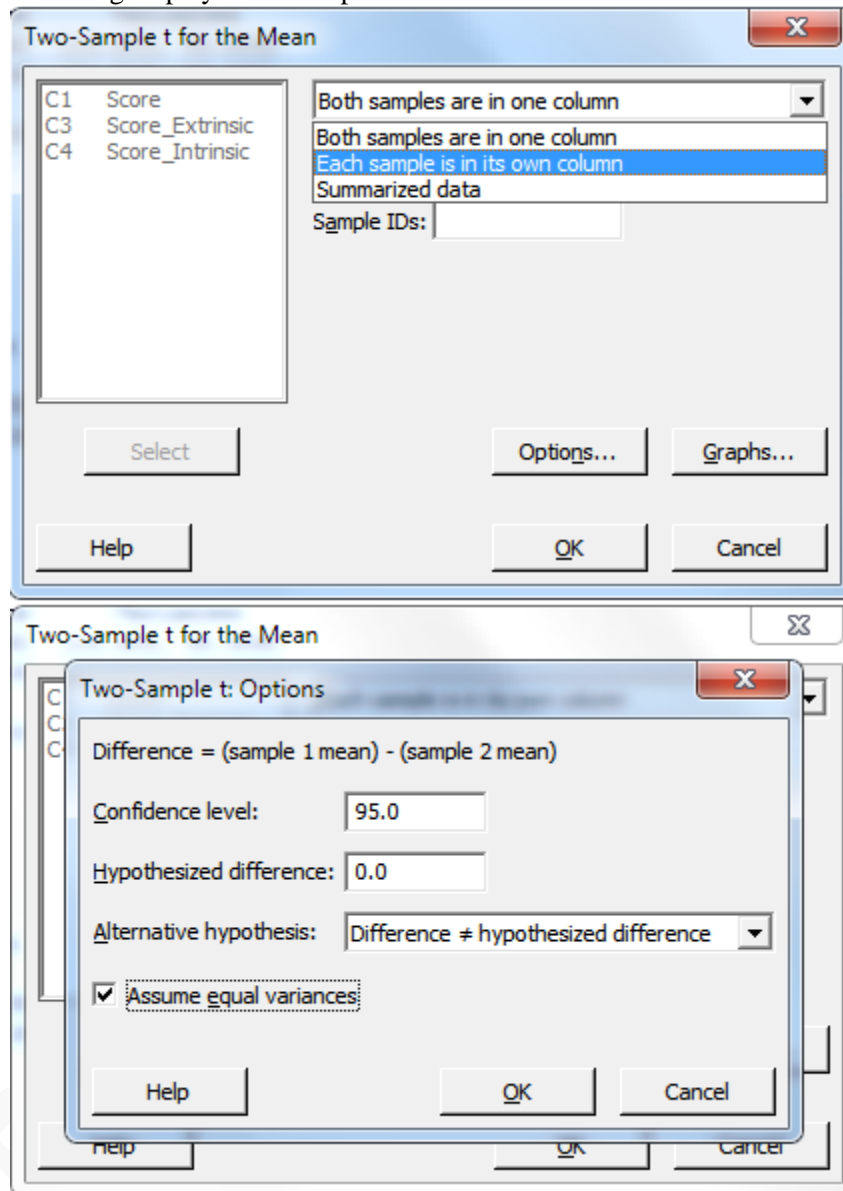 Two-Sample t for the Mean
C1 Score
C3 Score_Extrinsic
C4 Score_Intrinsic
Both samples are in one column
Both samples are in one column
Each sample is in its own column
Summarized data
Sample IDs:
Select
Options...
Graphs...
Help
OK
Cancel
Two-Sample t for the Mean
Two-Sample t: Options
Difference = (sample 1 mean) - (sample 2 mean)
Confidence level: 95.0
Hypothesized difference: 0.0
Alternative hypothesis: Difference ≠ hypothesized difference
Assume equal variances
Help
OK
Cancel
Help
OK
Cancel